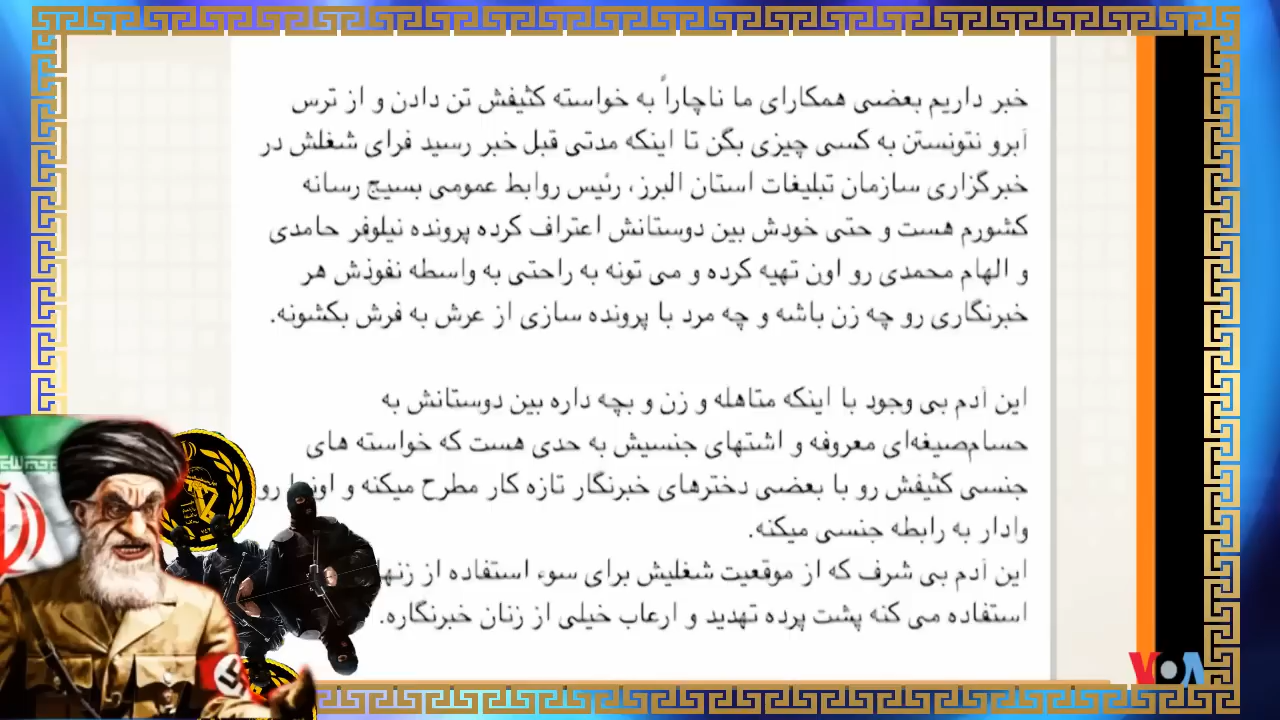 خبر داریم بعضی همکارای ما ناچاراً به خواسته کثیفش تن دادن و از ترس
آبرو نتونستن به کسی چیزی بگن تا اینکه مدتی قبل خبر رسید فرای شغلش در
خبرگزاری سازمان تبلیغات استان البرز، رئیس روابط عمومی بسیج رسانه
کشورم هست و حتی خودش بین دوستانش اعتراف کرده پرونده نیلوفر حامدی
و الهام محمدی رو اون تهیه کرده و می تونه به راحتی به واسطه نفوذش هر
خبرنگاری رو چه زن باشه و چه مرد با پرونده سازی از عرش به فرش بکشونه.
این آدم بی وجود با اینکه متاهله و زن و بچه داره بین دوستانش به
حسام‌صیغه‌ای معروفه و اشتهای جنسیش به حدی هست که خواسته های
جنسی کثیفش رو با بعضی دخترهای خبرنگار تازه کار مطرح میکنه و اونها رو
وادار به رابطه جنسی میکنه.
این آدم بی شرف که از موقعیت شغلیش برای سوء استفاده از زنها
استفاده می کنه پشت پرده تهدید و ارعاب خیلی از زنان خبرنگاره.
VOA